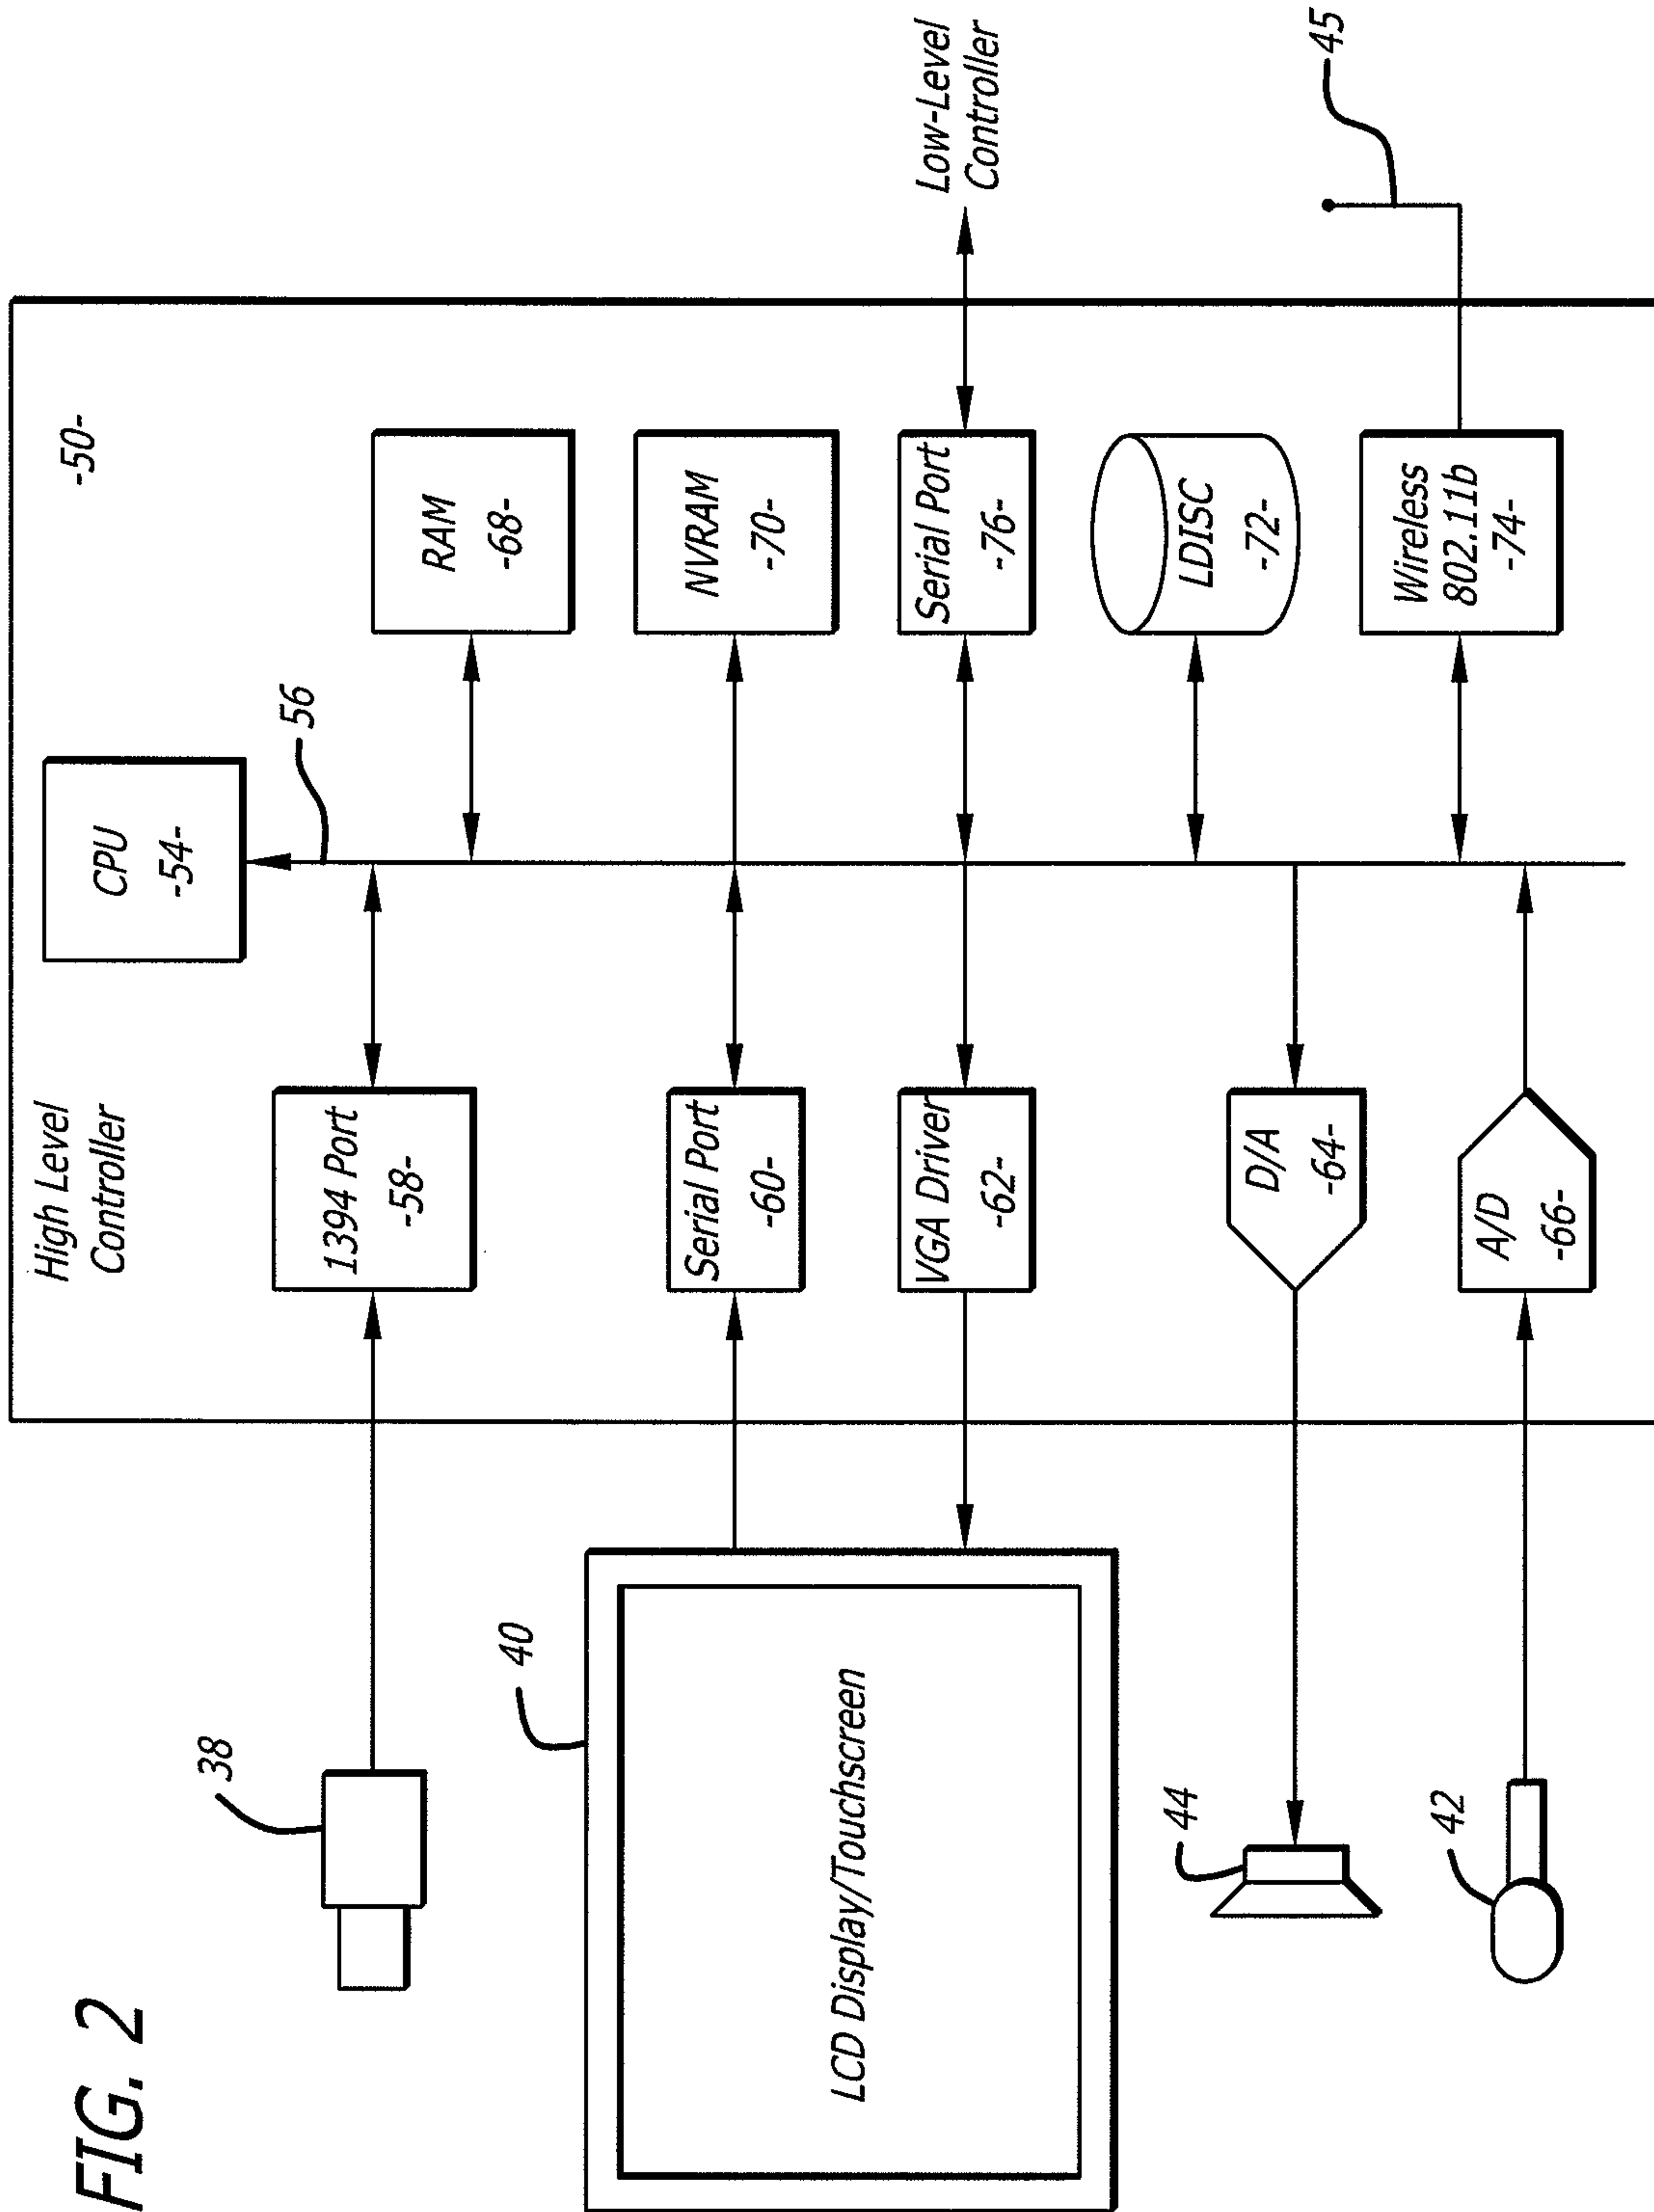 FIG. 2
High Level
Controller
-50-
CPU
-54-
56
38
1394 Port
-58-
RAM
-68-
40
LCD Display/Touchscreen
Serial Port
-60-
NVRAM
-70-
VGA Driver
-62-
Serial Port
-76-
Low-Level
Controller
LDISC
-72-
44
D/A
-64-
42
A/D
-66-
Wireless
802.11b
-74-
45